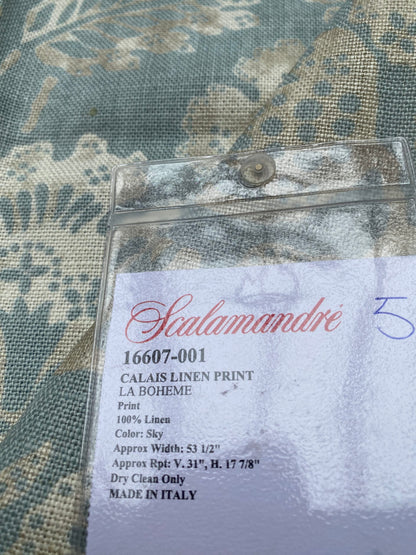 Scalamandré
5
16607-001
CALAIS LINEN PRINT
LA BOHEME
Print
100% Linen
Color: Sky
Approx Width: 53 1/2"
Approx Rpt: V. 31", H. 17 7/8"
Dry Clean Only
MADE IN ITALY